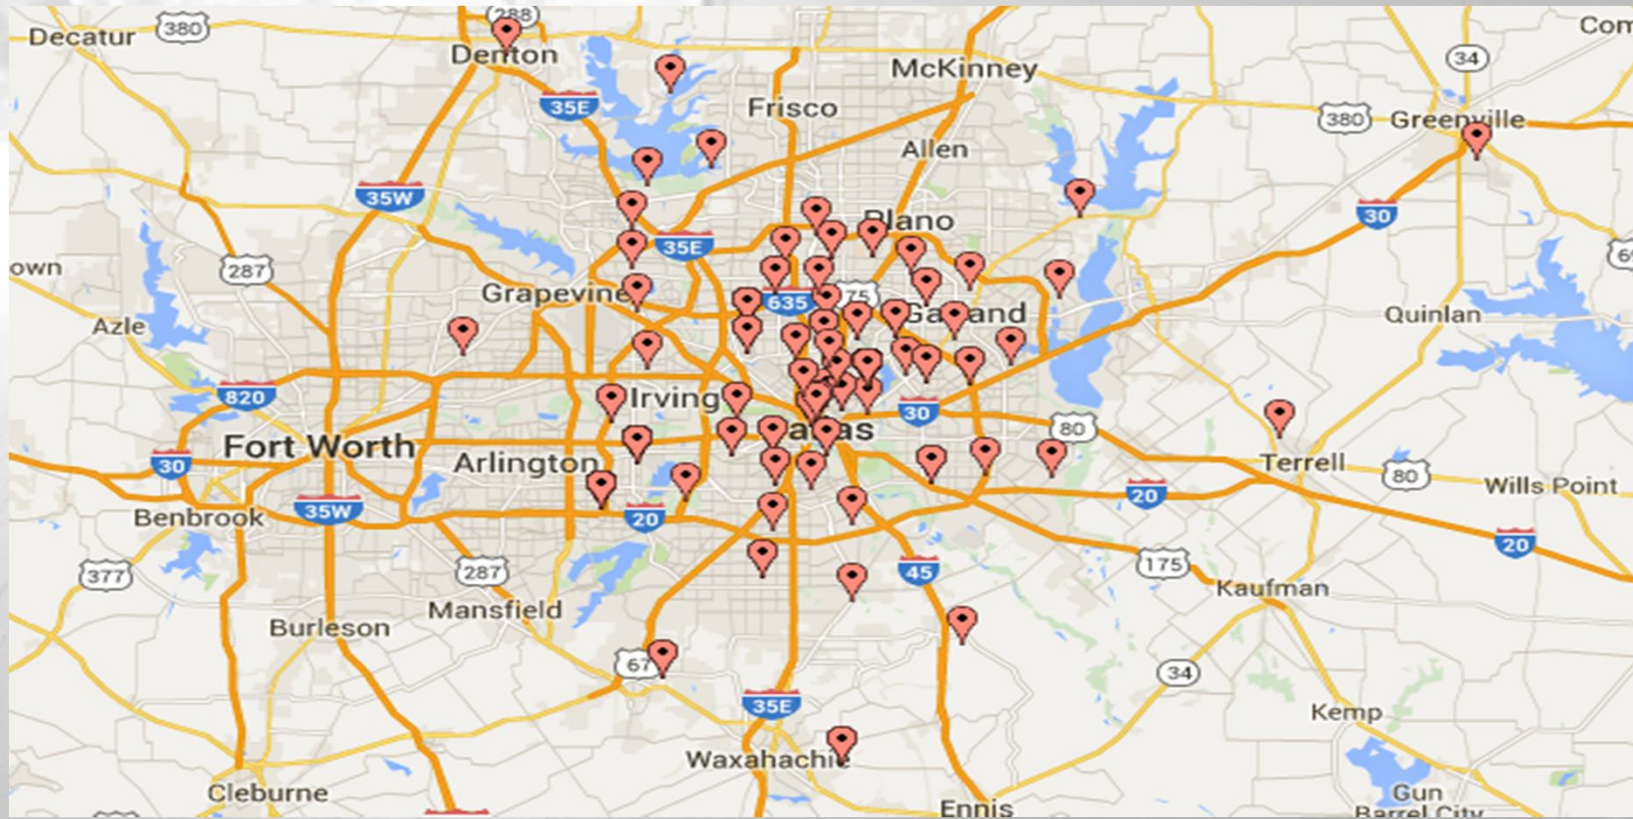 288
Decatur
380
Com
Denton
34
McKinney
35E
Frisco
380
Greenville
Allen
35W
30
Plano
35E
own
287
Grapevine
635
75
Quinlan
Azle
820
Irving
30
80
Fort Worth
30
Arlington
Terrell
80
Wills Point
20
35W
20
Benbrook
20
377
287
45
175
Kaufman
Mansfield
Burleson
67
34
35E
Kemp
Waxahachie
Cleburne
Gun
Barrel City
Ennis